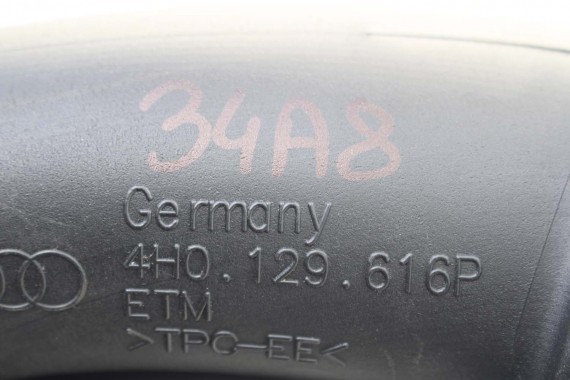 34A8
Germany
4H0.129.616P
ETM
>TPC-EE<